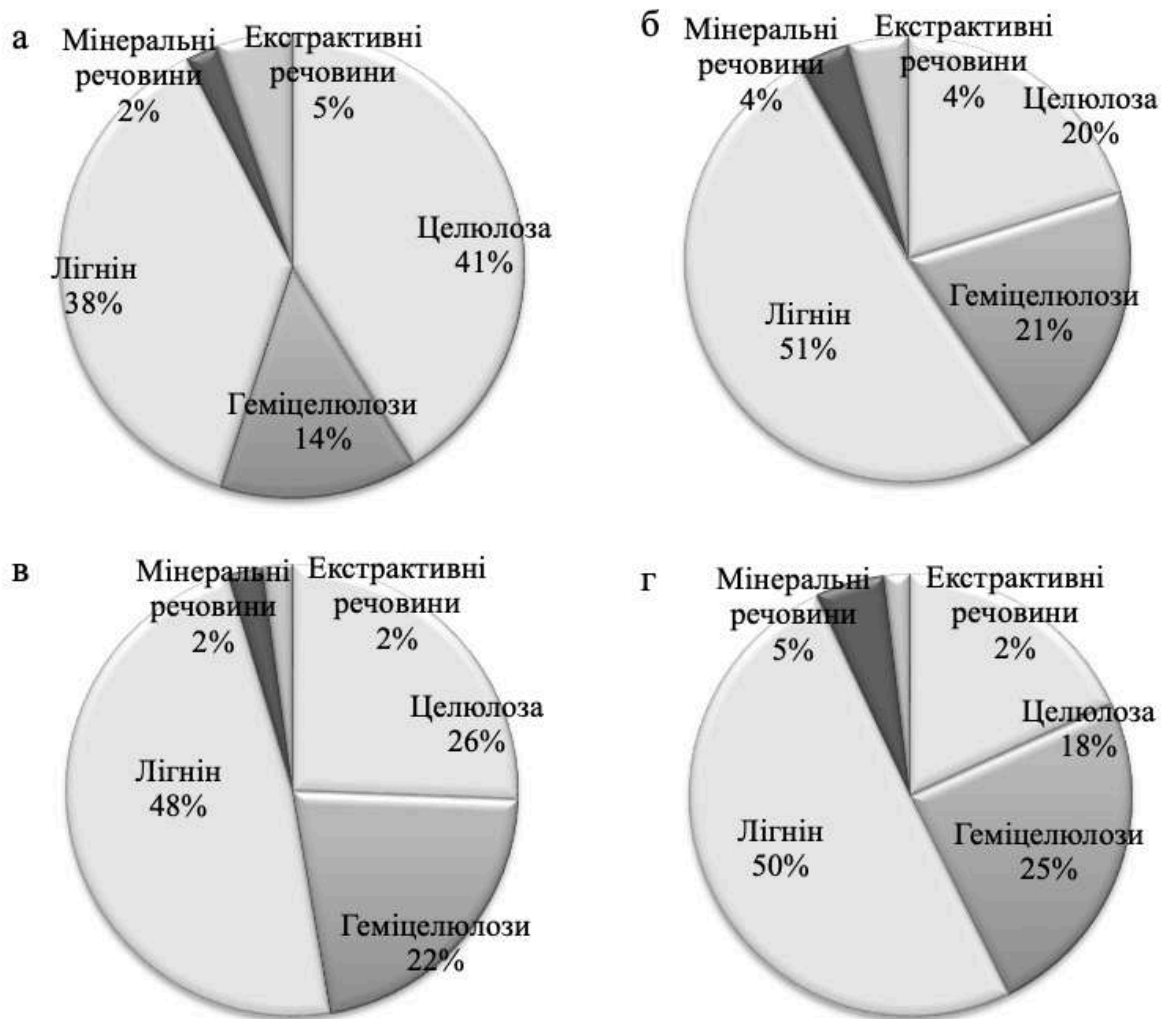 а
Мінеральні
речовини
2%
Екстрактивні
речовини
5%
Целюлоза
41%
Лігнін
38%
Геміцелюлози
14%
б
Мінеральні
речовини
4%
Екстрактивні
речовини
4%
Целюлоза
20%
Геміцелюлози
21%
Лігнін
51%
в
Мінеральні
речовини
2%
Екстрактивні
речовини
2%
Целюлоза
26%
Лігнін
48%
Геміцелюлози
22%
г
Мінеральні
речовини
5%
Екстрактивні
речовини
2%
Целюлоза
18%
Геміцелюлози
25%
Лігнін
50%